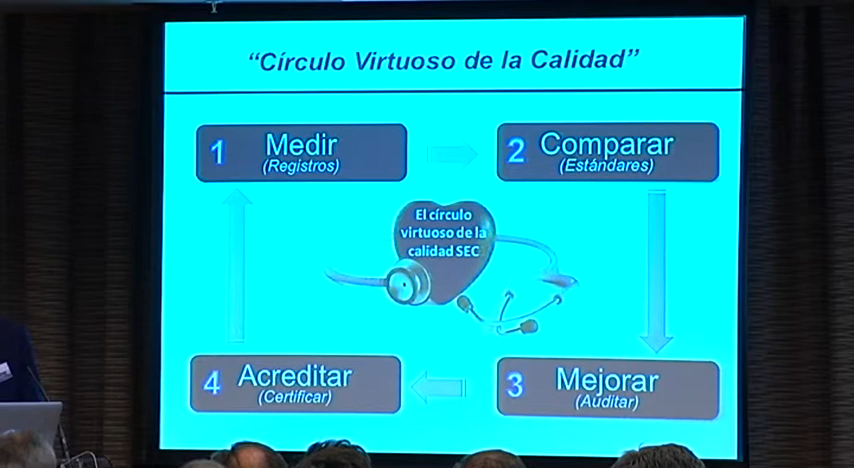 “Círculo Virtuoso de la Calidad”
1 Medir
(Registros)
2 Comparar
(Estándares)
El círculo
virtuoso de la
calidad SEC
4 Acreditar
(Certificar)
3 Mejorar
(Auditar)